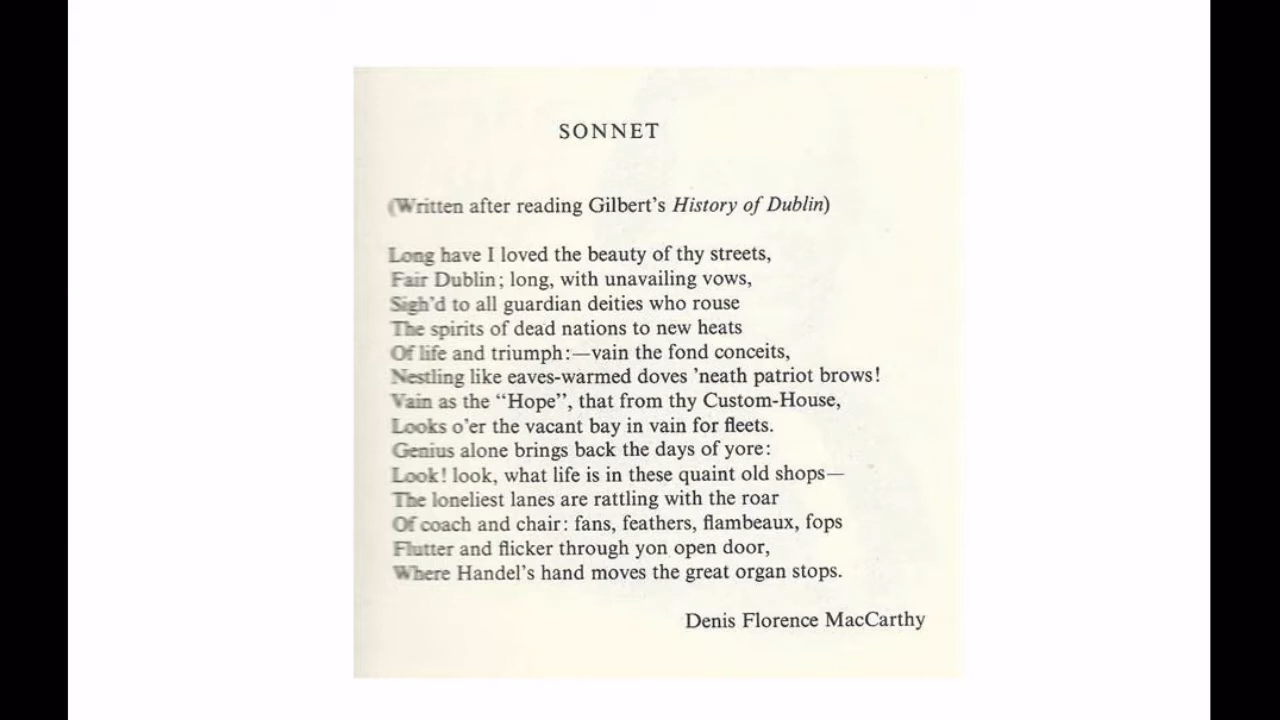 SONNET
(Written after reading Gilbert's History of Dublin)
Long have I loved the beauty of thy streets,
Fair Dublin; long, with unavailing vows,
Sigh'd to all guardian deities who rouse
The spirits of dead nations to new heats
Of life and triumph:—vain the fond conceits,
Nestling like eaves-warmed doves 'neath patriot brows!
Vain as the "Hope", that from thy Custom-House,
Looks o'er the vacant bay in vain for fleets.
Genius alone brings back the days of yore:
Look! look, what life is in these quaint old shops—
The loneliest lanes are rattling with the roar
Of coach and chair: fans, feathers, flambeaux, fops
Flutter and flicker through yon open door,
Where Handel's hand moves the great organ stops.
Denis Florence MacCarthy